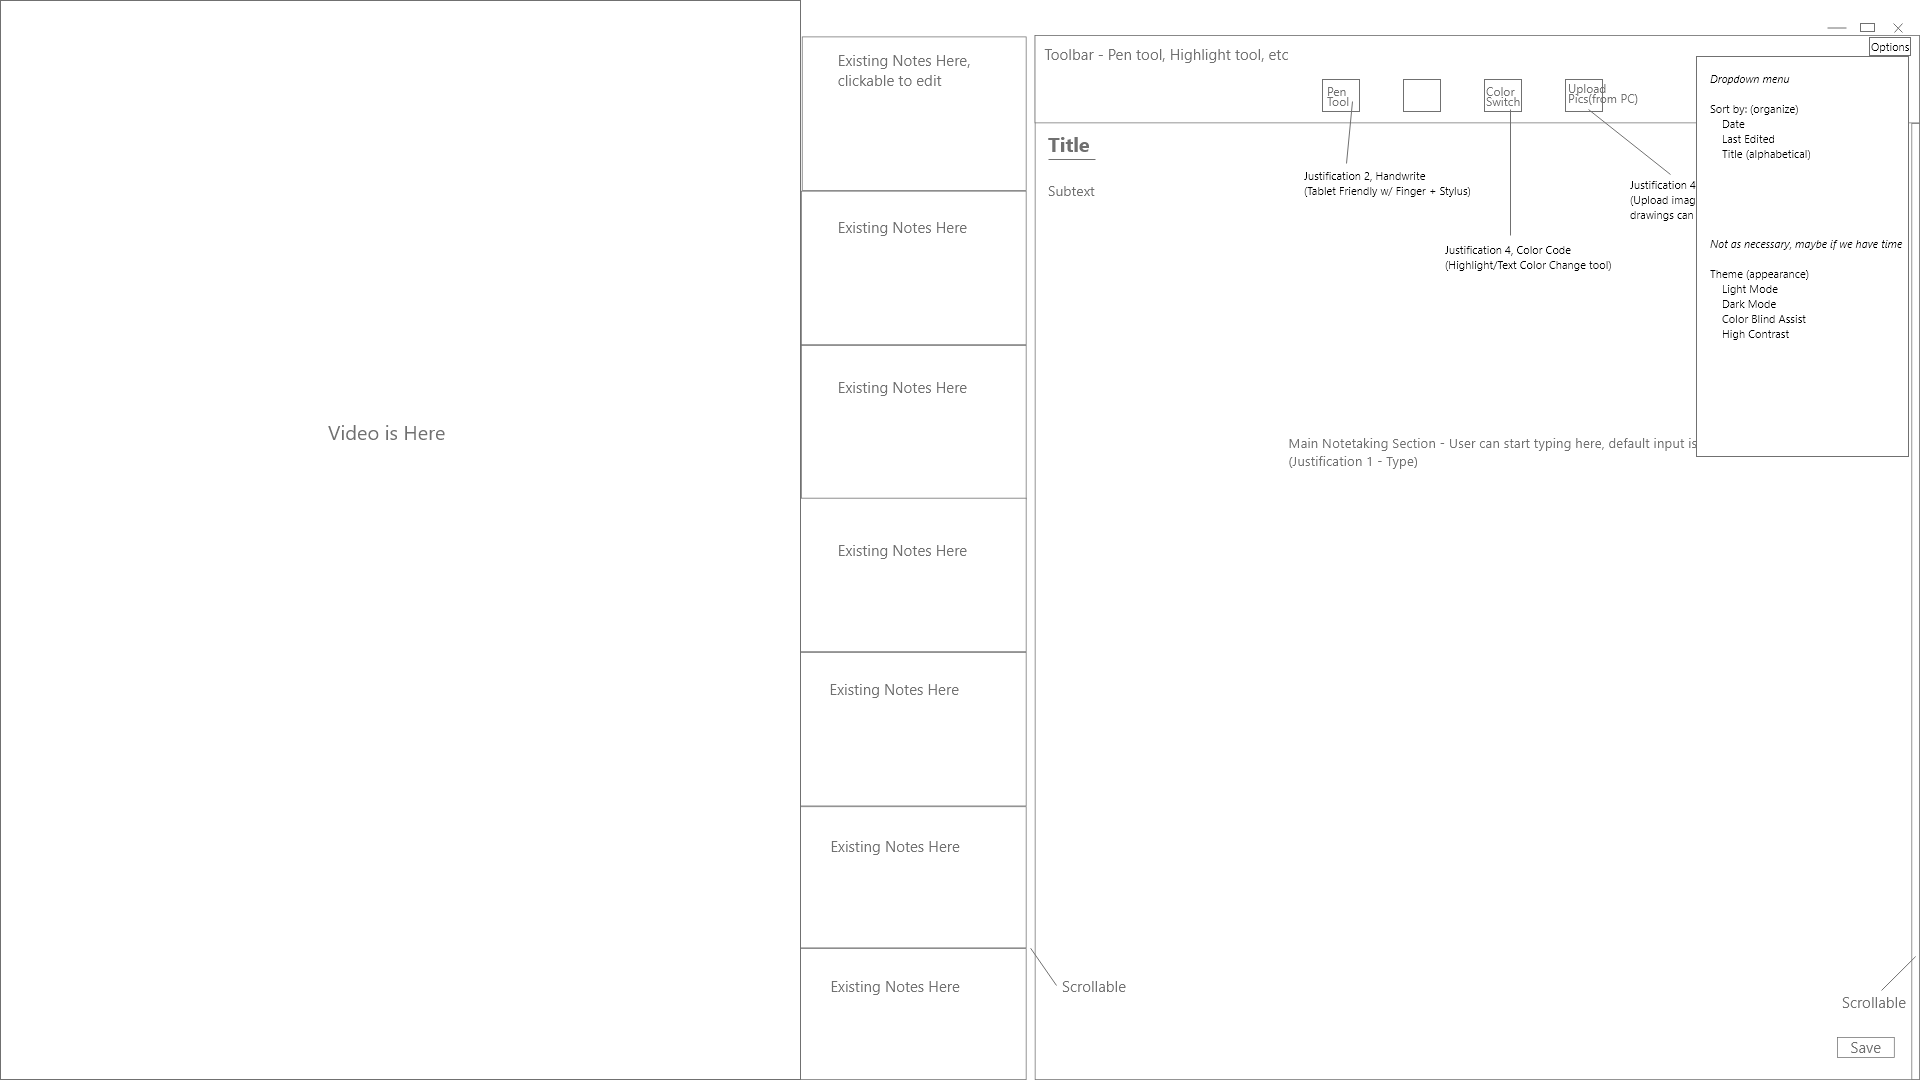 Video is Here
Existing Notes Here,
clickable to edit
Existing Notes Here
Existing Notes Here
Existing Notes Here
Existing Notes Here
Existing Notes Here
Existing Notes Here
Toolbar - Pen tool, Highlight tool, etc
Options
Pen
Tool
Color
Switch
Upload
Pics(from PC)
Title
Subtext
Justification 2, Handwrite
(Tablet Friendly w/ Finger + Stylus)
Justification 4, Color Code
(Highlight/Text Color Change tool)
Justification 4
(Upload imag
drawings can
Dropdown menu
Sort by: (organize)
Date
Last Edited
Title (alphabetical)
Not as necessary, maybe if we have time
Theme (appearance)
Light Mode
Dark Mode
Color Blind Assist
High Contrast
Main Notetaking Section - User can start typing here, default input is
(Justification 1 - Type)
Scrollable
Scrollable
Save